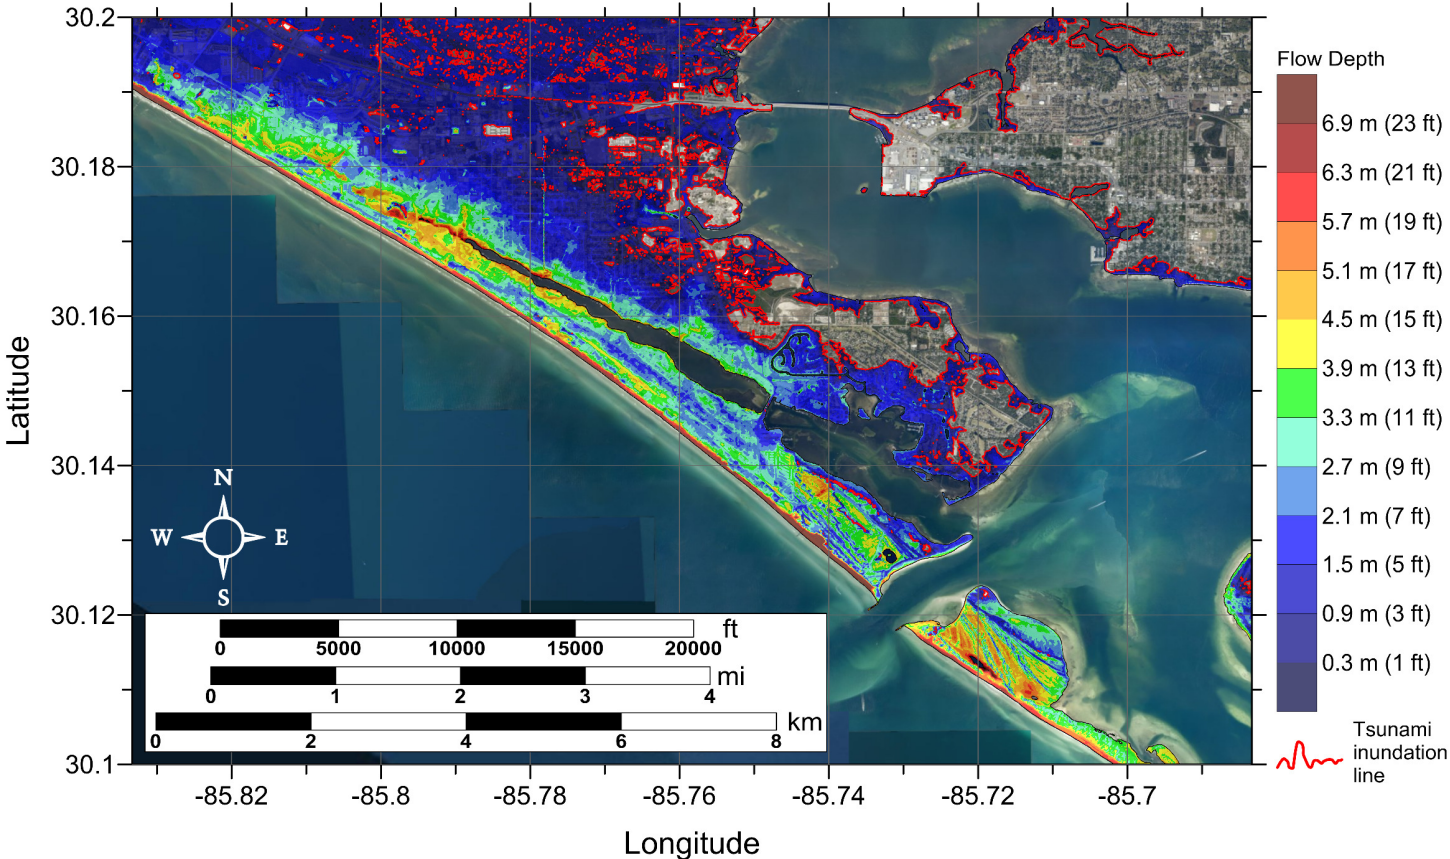 30.2
30.18
30.16
30.14
30.12
30.1
Latitude
-85.82
-85.8
-85.78
-85.76
-85.74
-85.72
-85.7
Longitude
N
W
E
S
ft
0
5000
10000
15000
20000
mi
0
1
2
3
4
km
0
2
4
6
8
Flow Depth
6.9 m (23 ft)
6.3 m (21 ft)
5.7 m (19 ft)
5.1 m (17 ft)
4.5 m (15 ft)
3.9 m (13 ft)
3.3 m (11 ft)
2.7 m (9 ft)
2.1 m (7 ft)
1.5 m (5 ft)
0.9 m (3 ft)
0.3 m (1 ft)
Tsunami
inundation
line